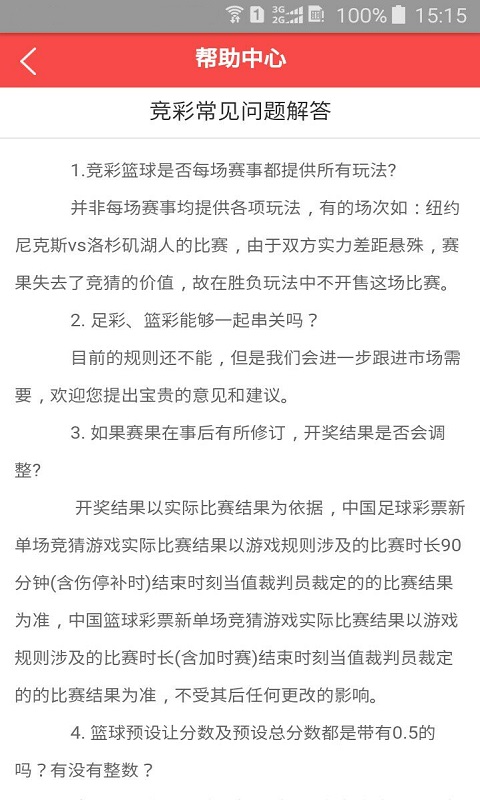 3G
2G
1
100%
15:15
帮助中心
竞彩常见问题解答
1.竞彩篮球是否每场赛事都提供所有玩法?
并非每场赛事均提供各项玩法，有的场次如：纽约
尼克斯vs洛杉矶湖人的比赛，由于双方实力差距悬殊，赛
果失去了竞猜的价值，故在胜负玩法中不开售这场比赛。
2. 足彩、篮彩能够一起串关吗？
目前的规则还不能，但是我们会进一步跟进市场需
要，欢迎您提出宝贵的意见和建议。
3. 如果赛果在事后有所修订，开奖结果是否会调
整?
开奖结果以实际比赛结果为依据，中国足球彩票新
单场竞猜游戏实际比赛结果以游戏规则涉及的比赛时长90
分钟(含伤停补时)结束时刻当值裁判员裁定的的比赛结果
为准，中国篮球彩票新单场竞猜游戏实际比赛结果以游戏
规则涉及的比赛时长(含加时赛)结束时刻当值裁判员裁定
的的比赛结果为准，不受其后任何更改的影响。
4. 篮球预设让分数及预设总分数都是带有0.5的
吗？有没有整数？